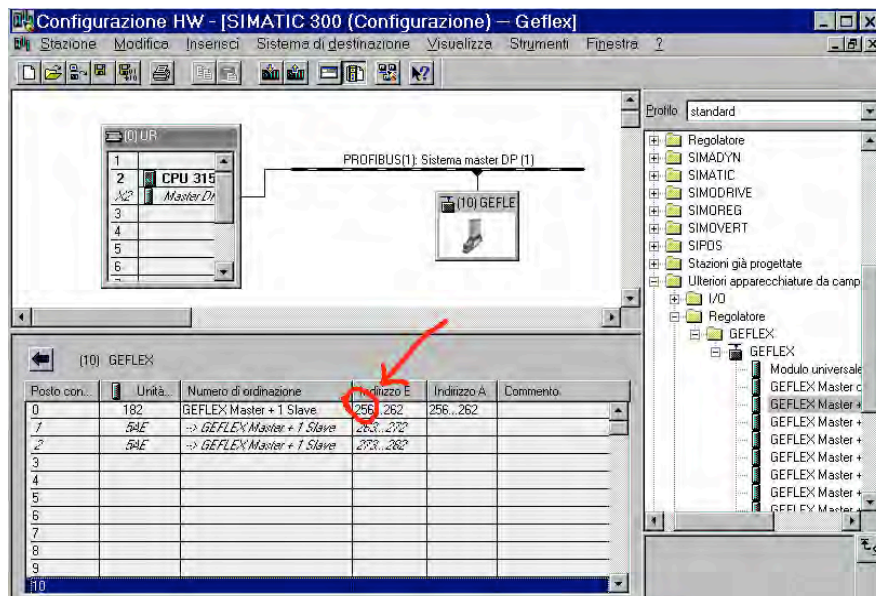 Configurazione HW - [SIMATIC 300 (Configurazione) -- Geflex]
Stazione Modifica Inserisci Sistema di destinazione Visualizza Strumenti Finestra ?
(0) UR
1
2 CPU 315
X2 Master DP
3
4
5
6
PROFIBUS(1): Sistema master DP (1)
(10) GEFLE
Profilo standard
Regolatore
SIMADYN
SIMATIC
SIMODRIVE
SIMOREG
SIMOVERT
SIPOS
Stazioni già progettate
Ulteriori apparecchiature da camp
I/O
Regolatore
GEFLEX
GEFLEX
Modulo universale
GEFLEX Master
GEFLEX Master +
GEFLEX Master +
GEFLEX Master +
GEFLEX Master +
GEFLEX Master +
GEFLEX Master +
GEFLEX Master +
(10) GEFLEX
Posto con... Unità... Numero di ordinazione Indirizzo E Indirizzo A Commento
0 182 GEFLEX Master + 1 Slave 256...262 256...262
1 5AE --> GEFLEX Master + 1 Slave 263...272
2 5AE --> GEFLEX Master + 1 Slave 273...282
3
4
5
6
7
8
9
10